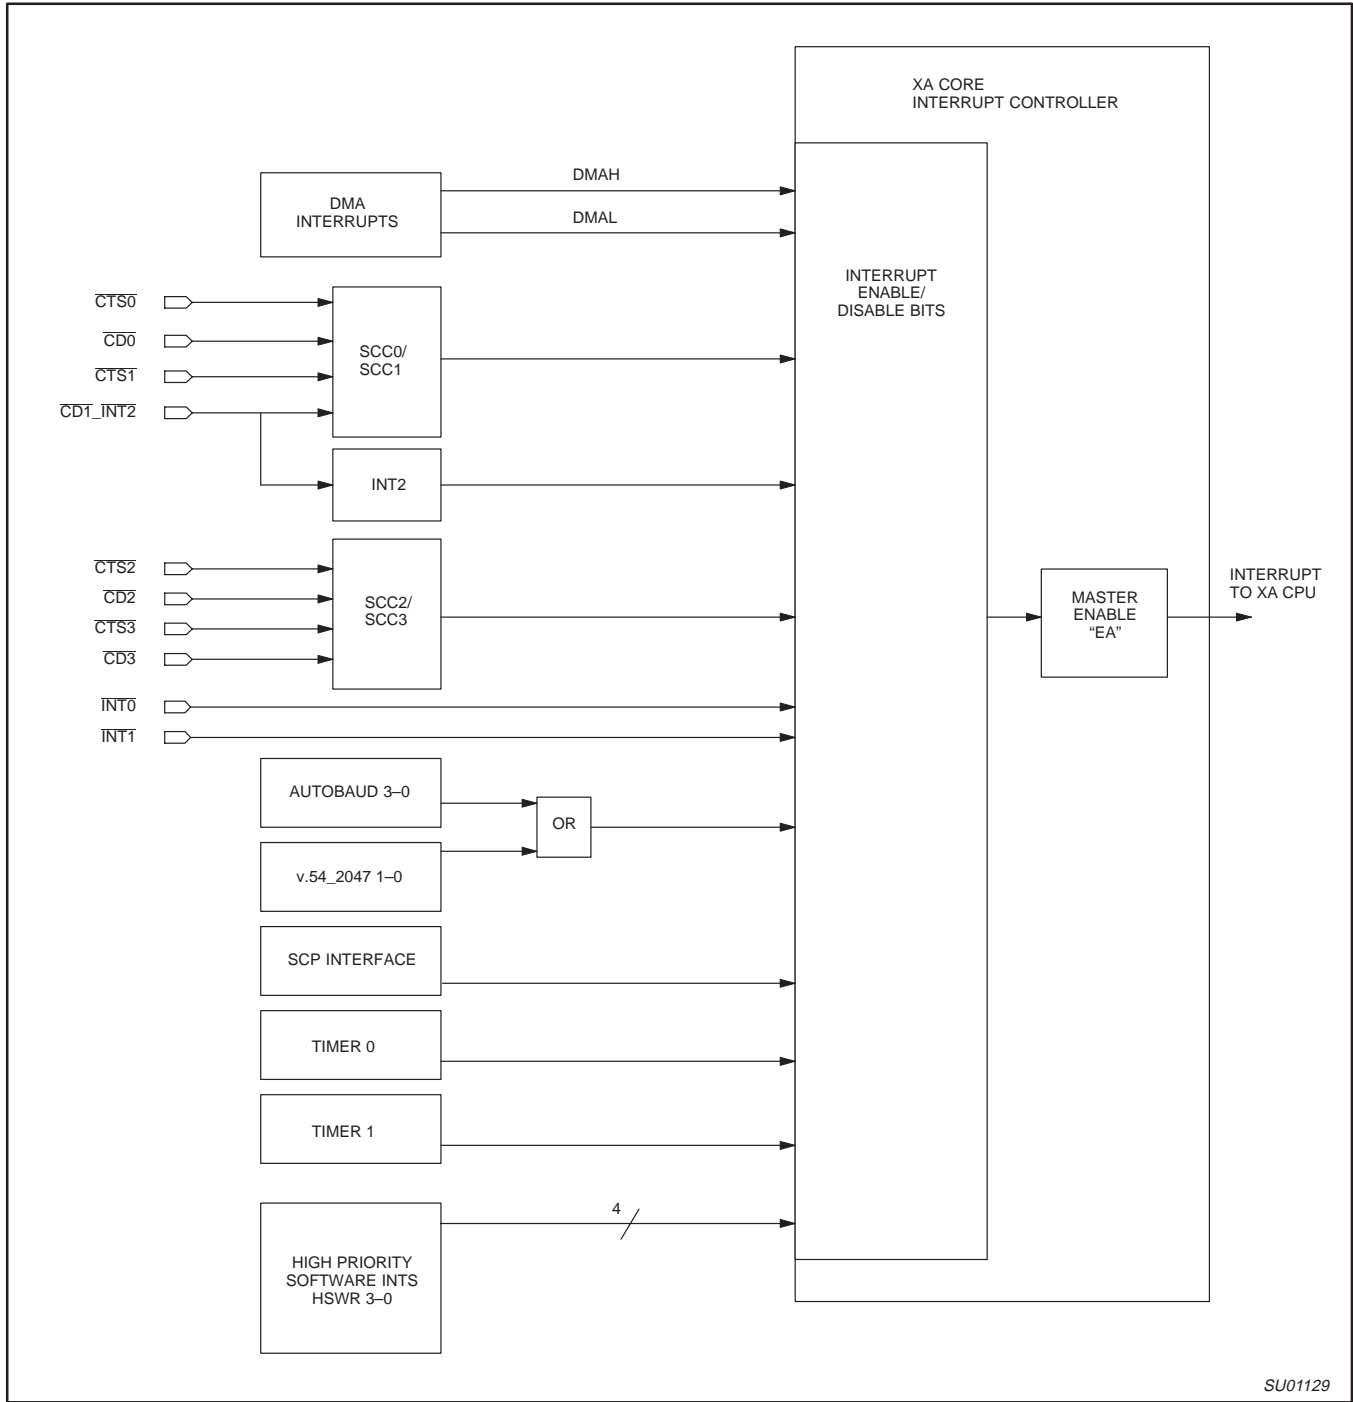 XA CORE
INTERRUPT CONTROLLER
DMA
INTERRUPTS
DMAH
DMAL
INTERRUPT
ENABLE/
DISABLE BITS
CTS0
CD0
CTS1
CD1_INT2
SCC0/
SCC1
INT2
CTS2
CD2
CTS3
CD3
SCC2/
SCC3
MASTER
ENABLE
“EA”
INTERRUPT
TO XA CPU
INT0
INT1
AUTOBAUD 3–0
OR
v.54_2047 1–0
SCP INTERFACE
TIMER 0
TIMER 1
4
HIGH PRIORITY
SOFTWARE INTS
HSWR 3–0
SU01129